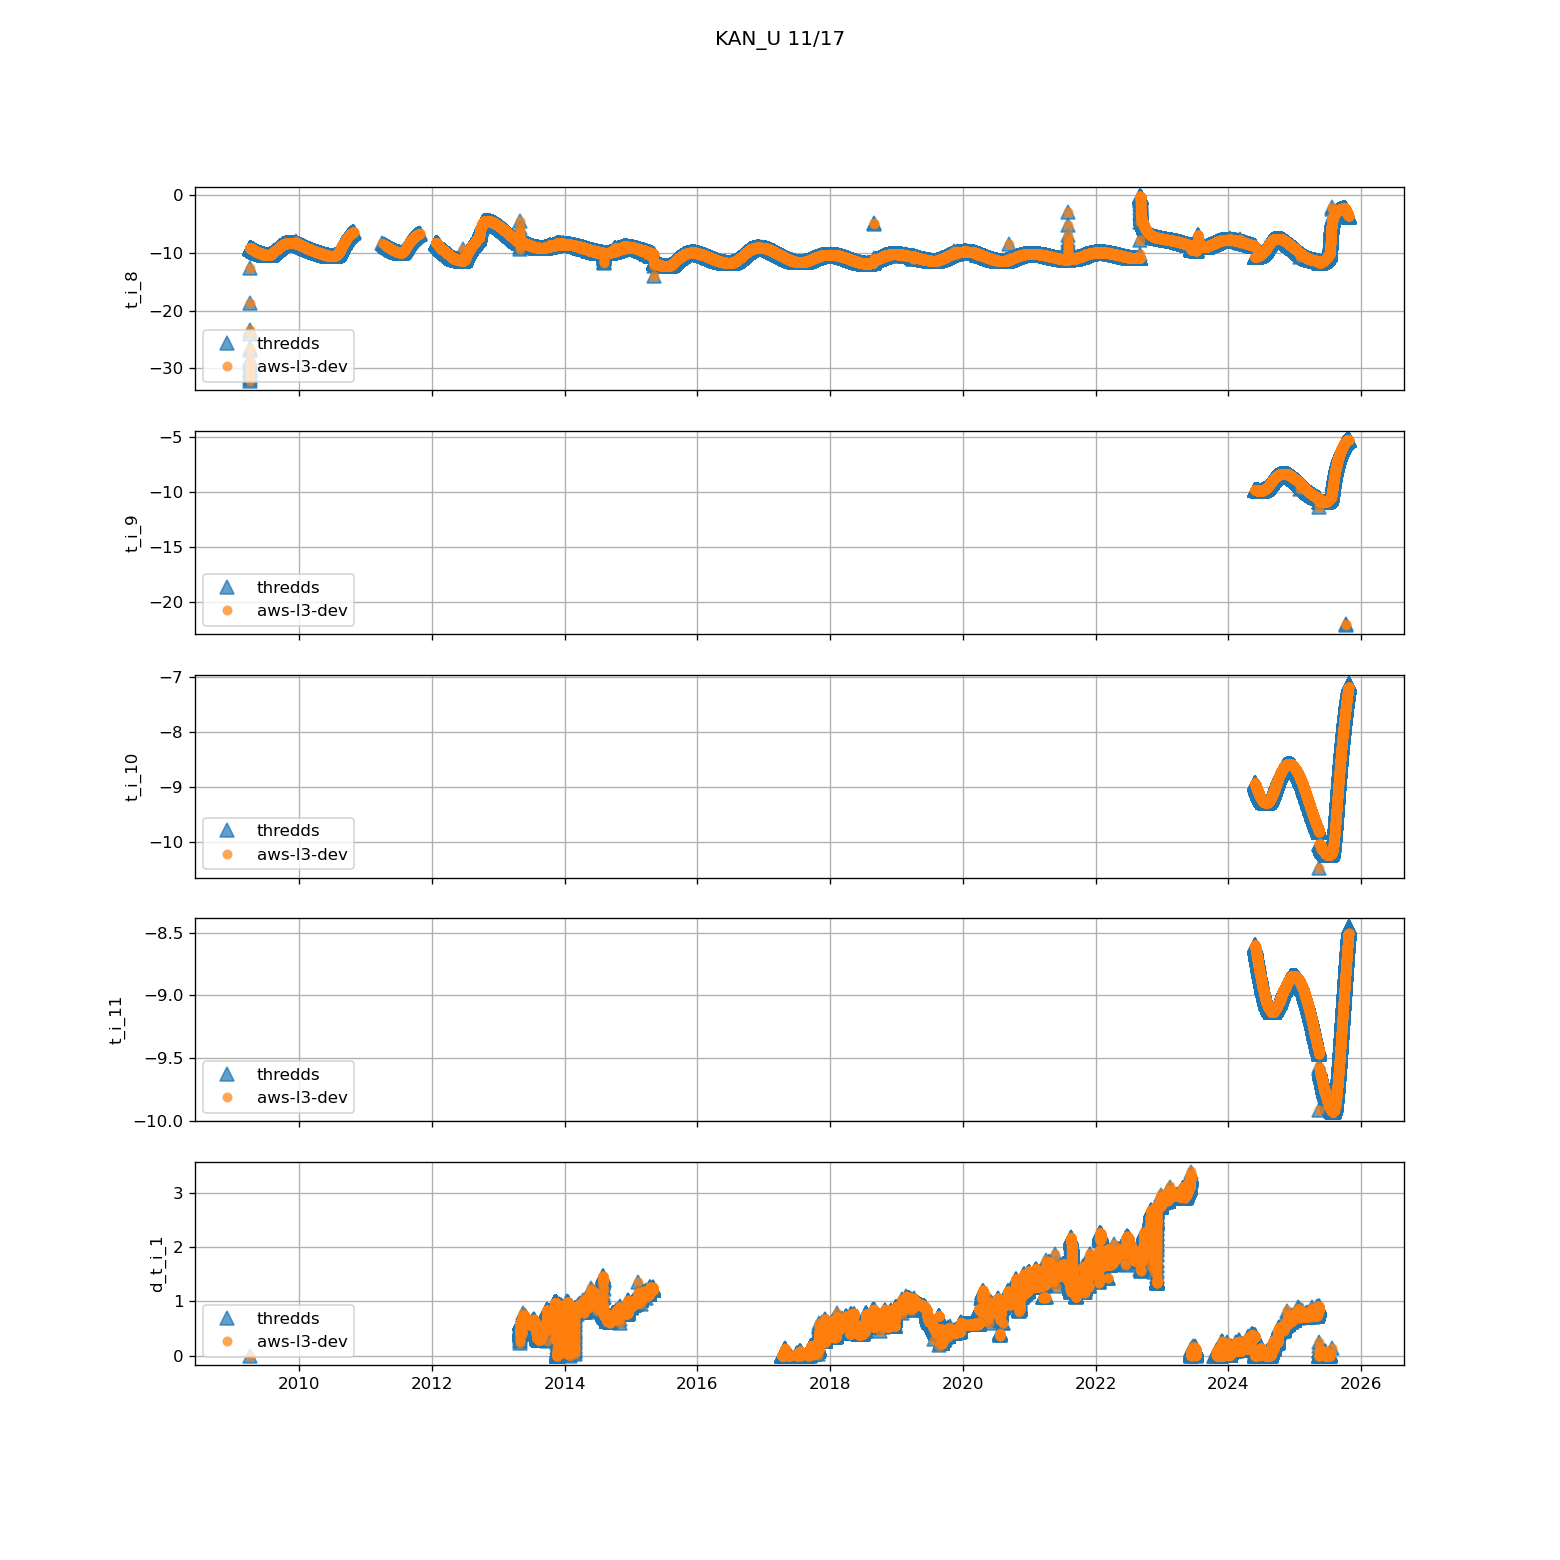 KAN_U 11/17
0
−10
−20
−30
t_i_8
thredds
aws-l3-dev
−5
−10
−15
−20
t_i_9
thredds
aws-l3-dev
−7
−8
−9
−10
t_i_10
thredds
aws-l3-dev
−8.5
−9.0
−9.5
−10.0
t_i_11
thredds
aws-l3-dev
3
2
1
0
d_t_i_1
thredds
aws-l3-dev
2010 2012 2014 2016 2018 2020 2022 2024 2026